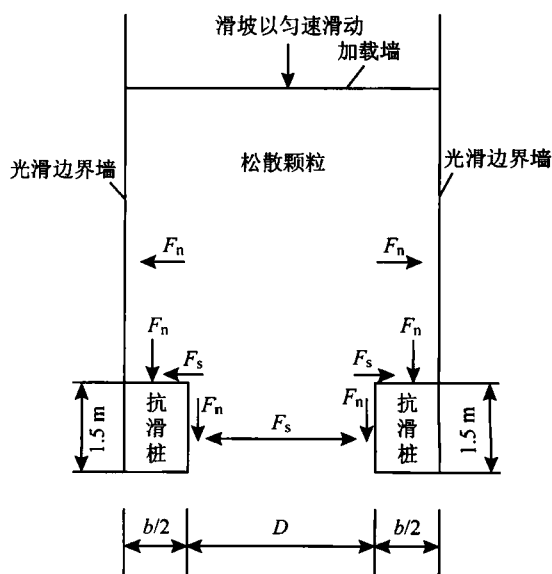 滑坡以匀速滑动
加载墙
松散颗粒
光滑边界墙
光滑边界墙
Fn
Fn
Fn
Fn
Fs
Fs
Fn
Fn
Fs
抗滑桩
抗滑桩
1.5 m
1.5 m
b/2
D
b/2